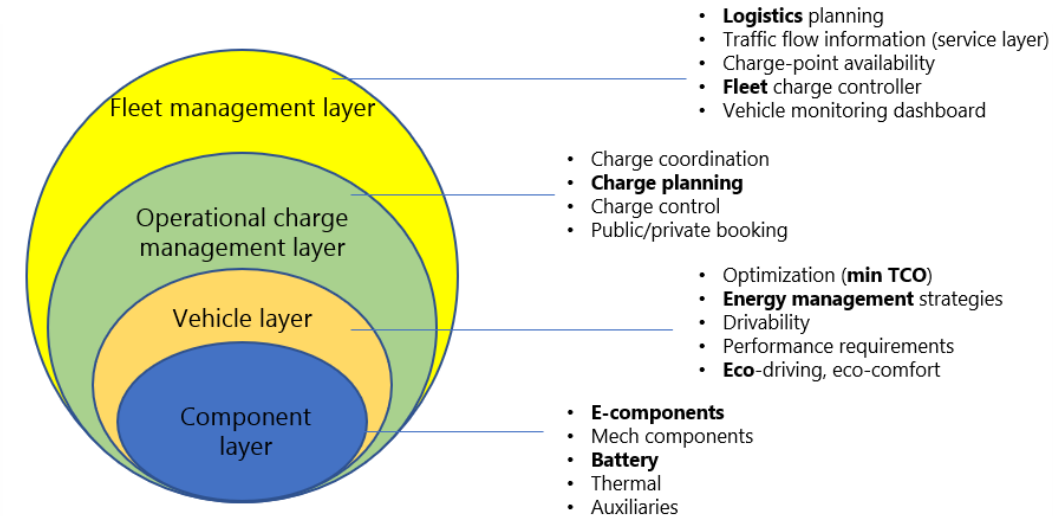 Fleet management layer
• Logistics planning
• Traffic flow information (service layer)
• Charge-point availability
• Fleet charge controller
• Vehicle monitoring dashboard
Operational charge
management layer
• Charge coordination
• Charge planning
• Charge control
• Public/private booking
Vehicle layer
• Optimization (min TCO)
• Energy management strategies
• Drivability
• Performance requirements
• Eco-driving, eco-comfort
Component
layer
• E-components
• Mech components
• Battery
• Thermal
• Auxiliaries